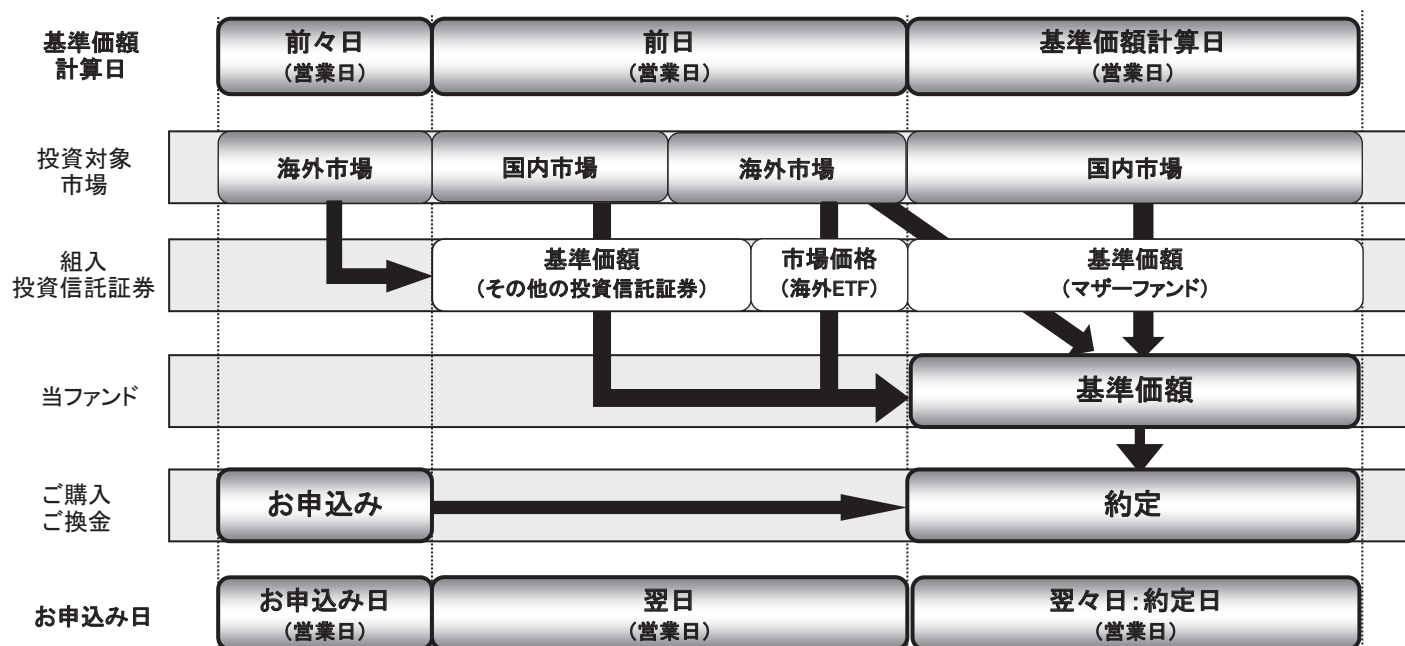 基準価額
計算日
前々日
（営業日）
前日
（営業日）
基準価額計算日
（営業日）
投資対象
市場
海外市場
国内市場
海外市場
国内市場
組入
投資信託証券
基準価額
（その他の投資信託証券）
市場価格
（海外ETF）
基準価額
（マザーファンド）
当ファンド
基準価額
ご購入
ご換金
お申込み
約定
お申込み日
お申込み日
（営業日）
翌日
（営業日）
翌々日：約定日
（営業日）